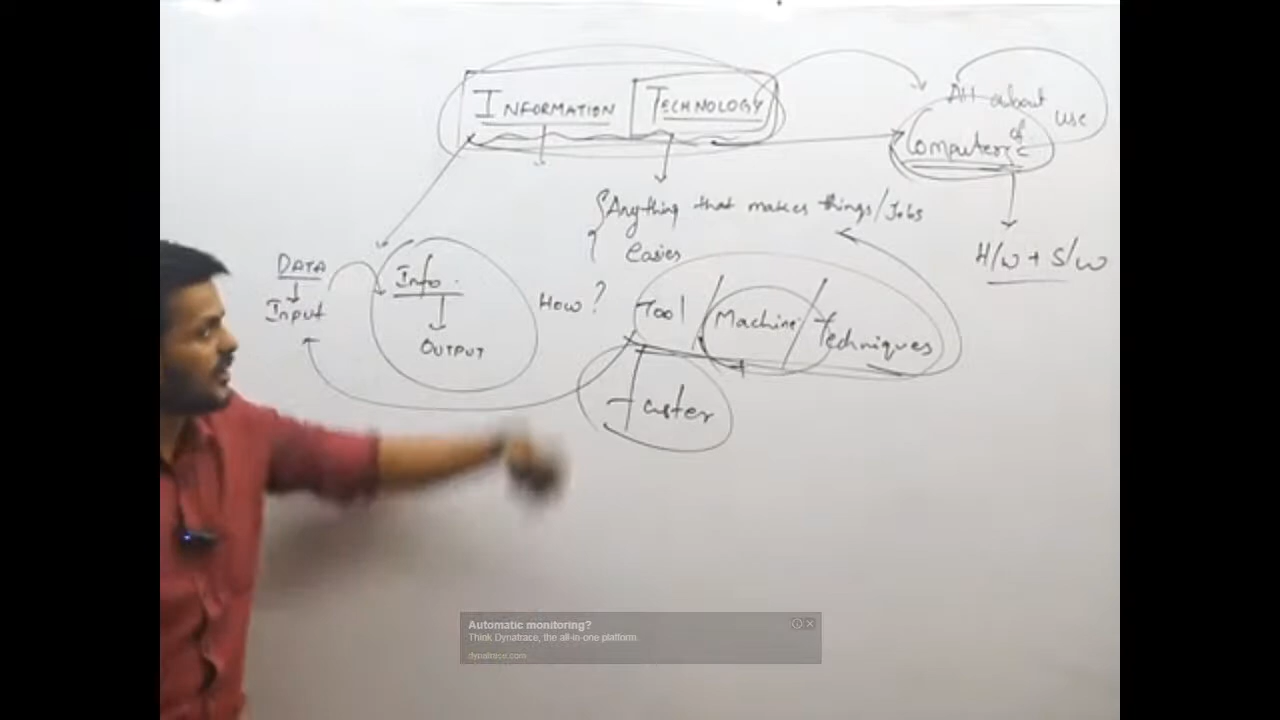 INFORMATION TECHNOLOGY
All about
use
of
Computers
Anything that makes things/Jobs
Easier
H/W + S/W
DATA
Input
Info.
OUTPUT
How?
Tool / Machine / Techniques
Faster
Automatic monitoring?
Think Dynatrace, the all-in-one platform.
dynatrace.com